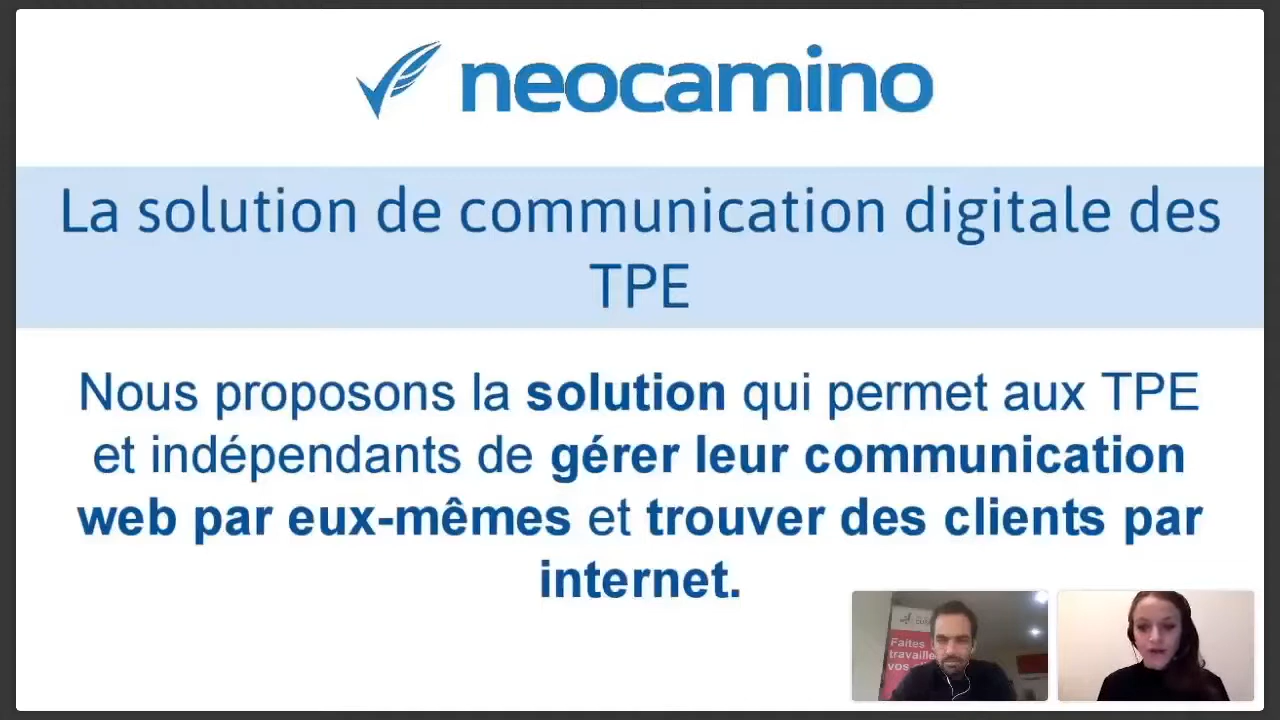 neocamino
La solution de communication digitale des
TPE
Nous proposons la solution qui permet aux TPE
et indépendants de gérer leur communication
web par eux-mêmes et trouver des clients par
internet.
Faites
travaille
vos